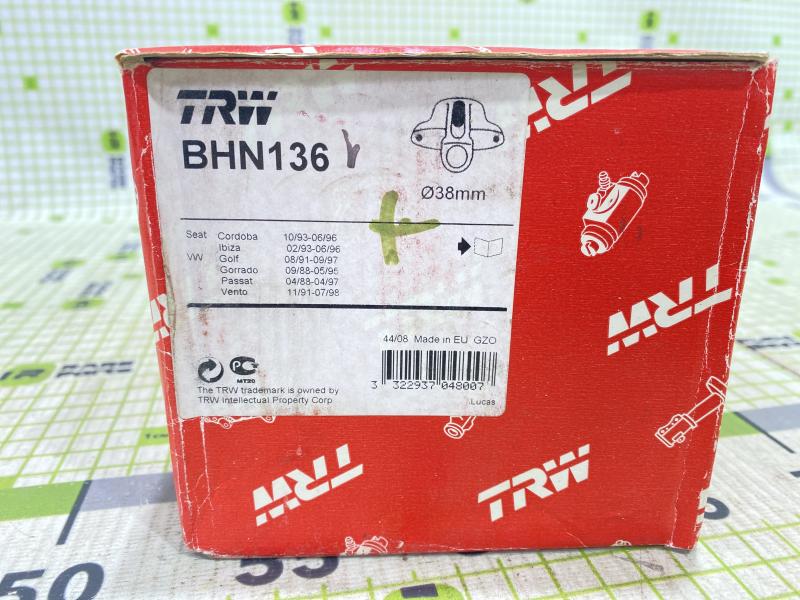 TRW
BHN136
Ø38mm
Seat Cordoba 10/93-06/96
Ibiza 02/93-06/96
VW Golf 08/91-09/97
Gorrado 09/88-05/95
Passat 04/88-04/97
Vento 11/91-07/98
44/08 Made in EU GZO
MT20
The TRW trademark is owned by
TRW Intellectual Property Corp
3 322937 048007
Lucas
TRW
TRW
TRW
TRW
50
60